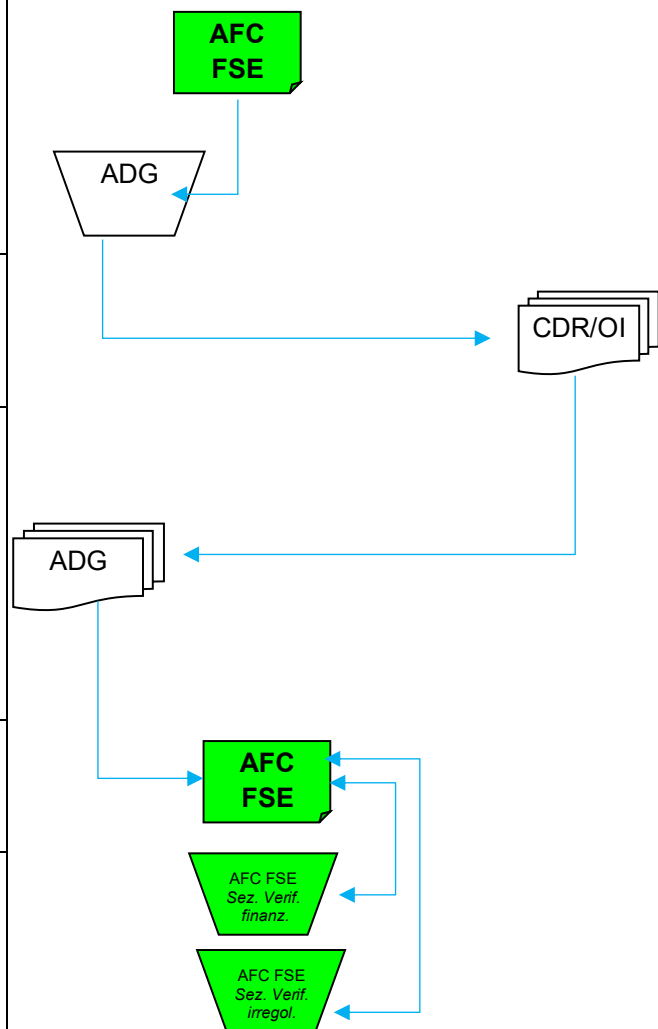 AFC
FSE
ADG
CDR/OI
ADG
AFC
FSE
AFC FSE
Sez. Verif.
finanz.
AFC FSE
Sez. Verif.
irregol.